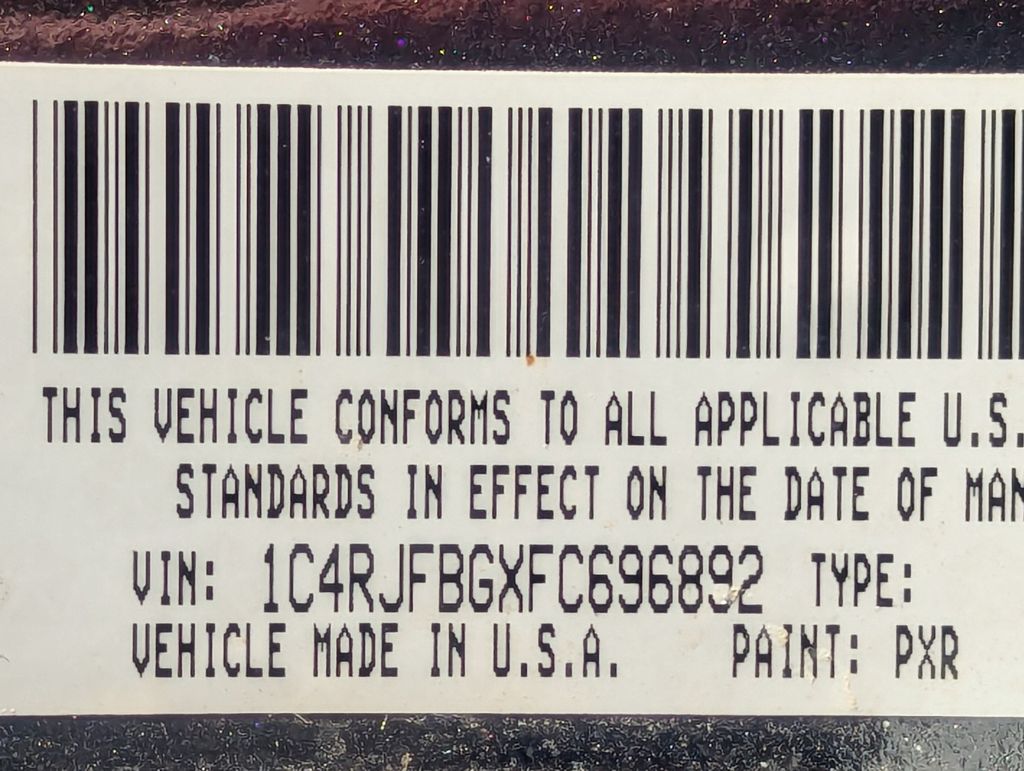 THIS VEHICLE CONFORMS TO ALL APPLICABLE U.S.
STANDARDS IN EFFECT ON THE DATE OF MAN
VIN: 1C4RJFBGXFC696892 TYPE:
VEHICLE MADE IN U.S.A. PAINT: PXR